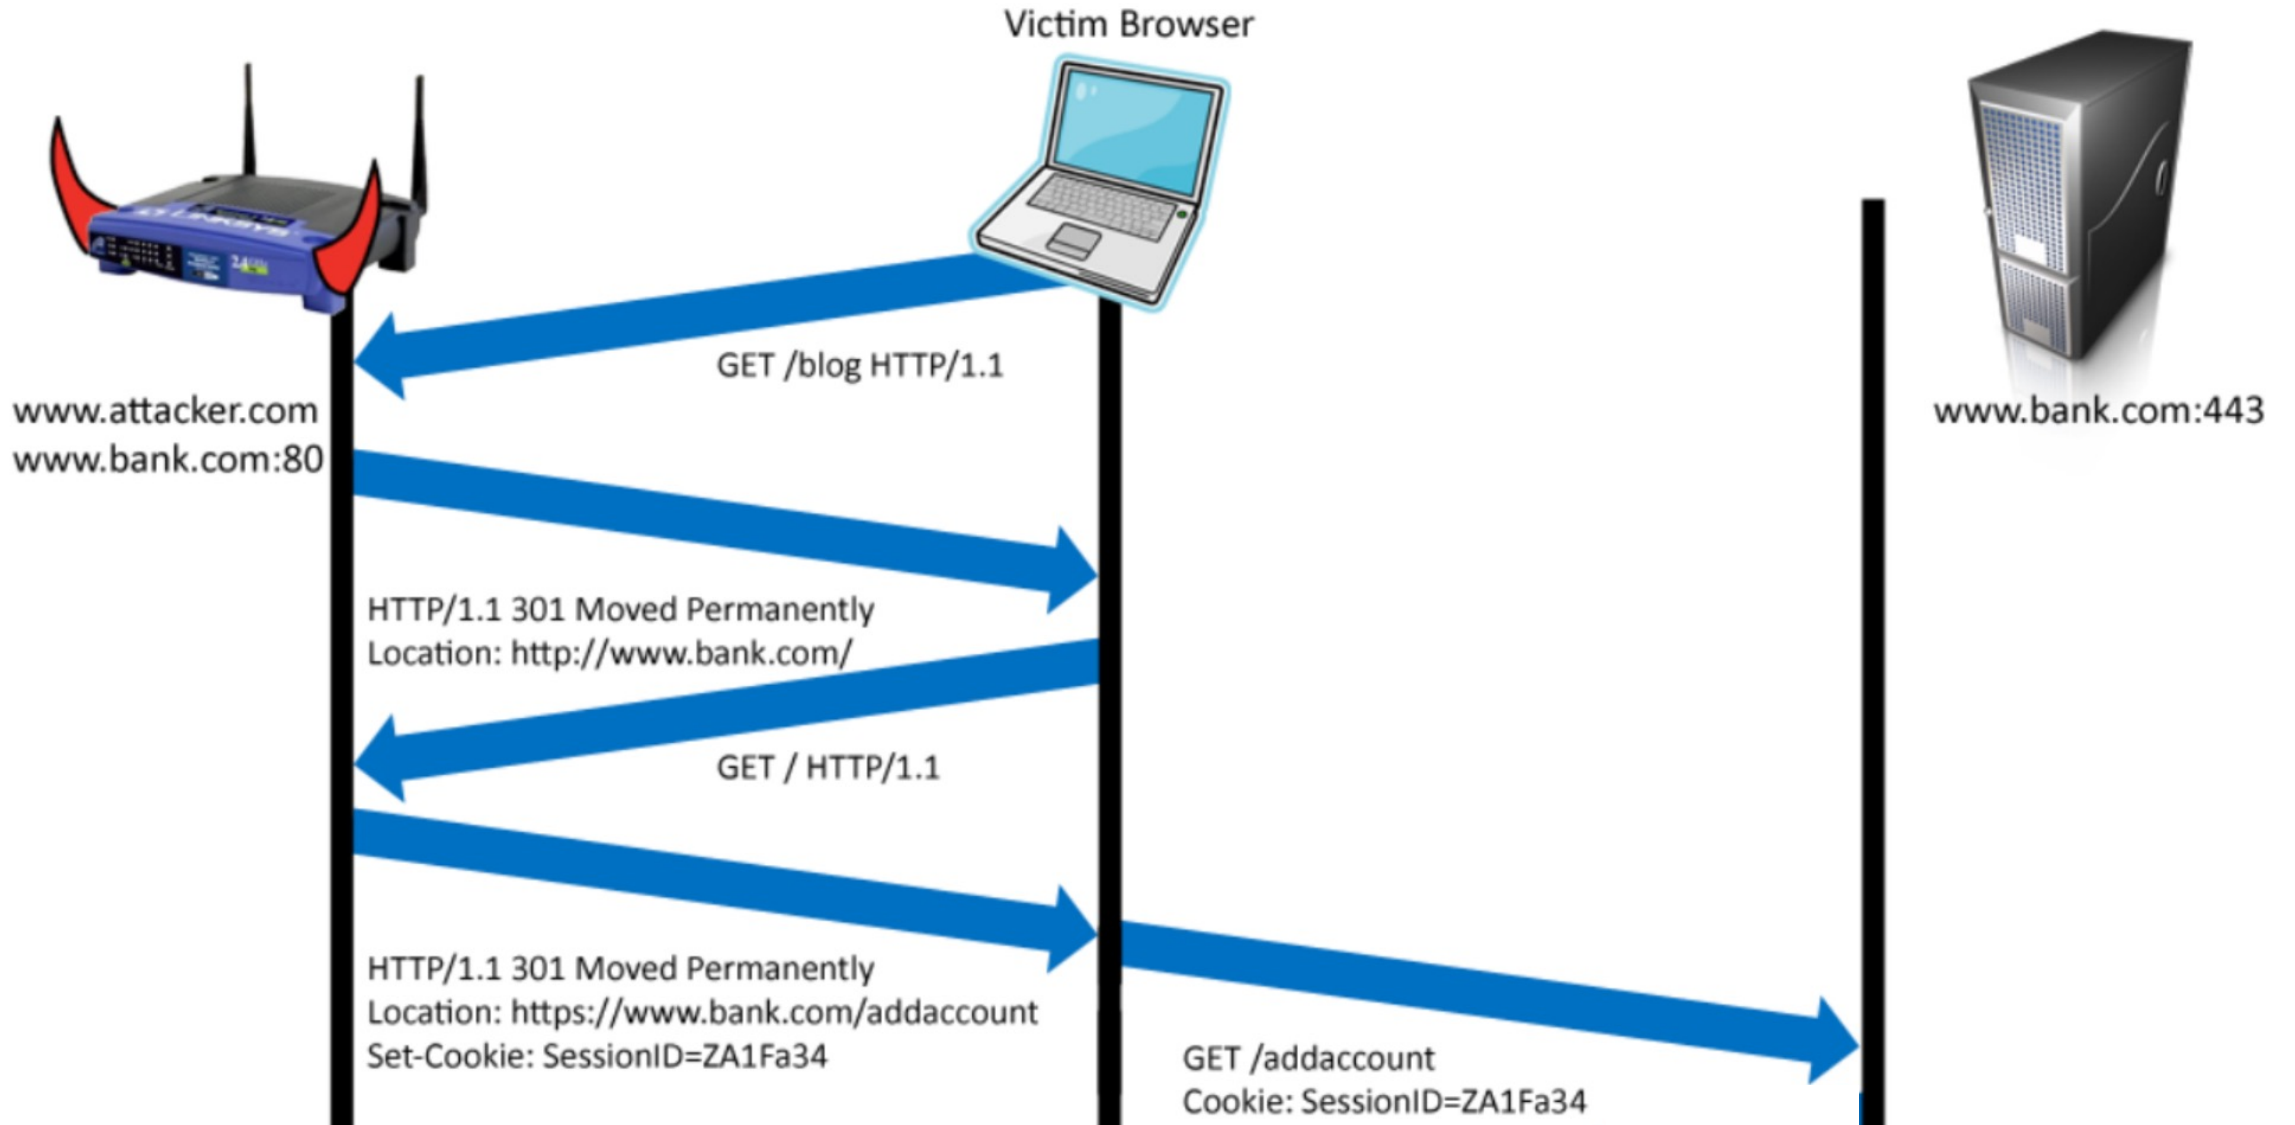 Victim Browser
LINKSYS
GET /blog HTTP/1.1
www.attacker.com
www.bank.com:80
www.bank.com:443
HTTP/1.1 301 Moved Permanently
Location: http://www.bank.com/
GET / HTTP/1.1
HTTP/1.1 301 Moved Permanently
Location: https://www.bank.com/addaccount
Set-Cookie: SessionID=ZA1Fa34
GET /addaccount
Cookie: SessionID=ZA1Fa34